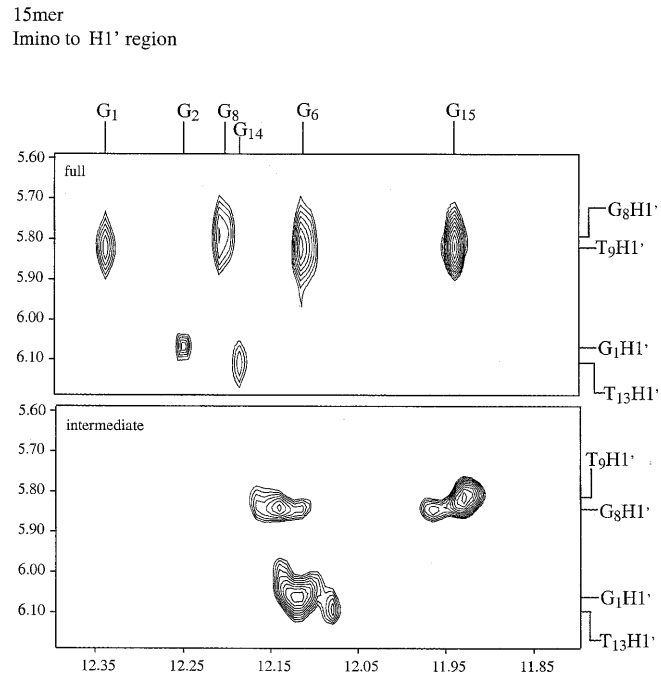 15mer
Imino to H1' region
G1 G2 G8 G14 G6 G15
full
5.60
5.70
5.80
5.90
6.00
6.10
G8H1'
T9H1'
G1H1'
T13H1'
intermediate
5.60
5.70
5.80
5.90
6.00
6.10
T9H1'
G8H1'
G1H1'
T13H1'
12.35 12.25 12.15 12.05 11.95 11.85